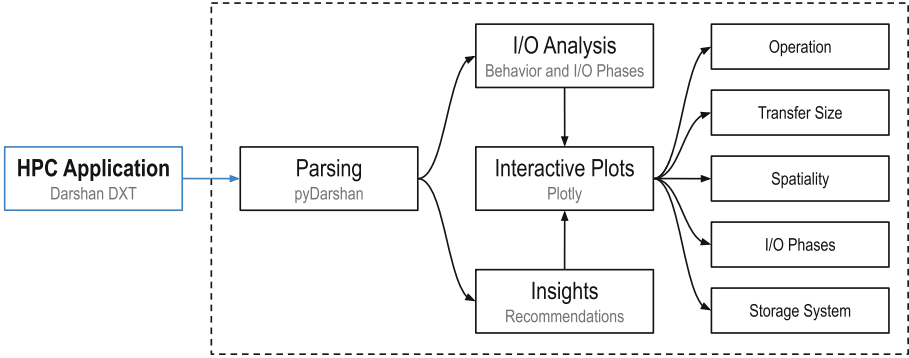 HPC Application
Darshan DXT
Parsing
pyDarshan
I/O Analysis
Behavior and I/O Phases
Interactive Plots
Plotly
Insights
Recommendations
Operation
Transfer Size
Spatiality
I/O Phases
Storage System